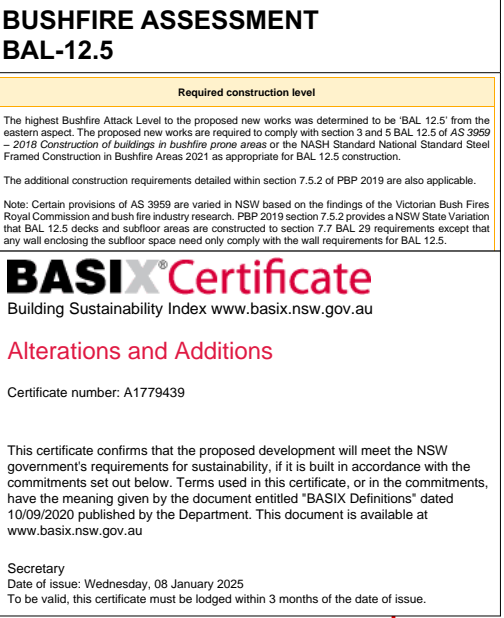 BUSHFIRE ASSESSMENT
BAL-12.5
Required construction level
The highest Bushfire Attack Level to the proposed new works was determined to be ‘BAL 12.5’ from the
eastern aspect. The proposed new works are required to comply with section 3 and 5 BAL 12.5 of AS 3959
– 2018 Construction of buildings in bushfire prone areas or the NASH Standard National Standard Steel
Framed Construction in Bushfire Areas 2021 as appropriate for BAL 12.5 construction.
The additional construction requirements detailed within section 7.5.2 of PBP 2019 are also applicable.
Note: Certain provisions of AS 3959 are varied in NSW based on the findings of the Victorian Bush Fires
Royal Commission and bush fire industry research. PBP 2019 section 7.5.2 provides a NSW State Variation
that BAL 12.5 decks and subfloor areas are constructed to section 7.7 BAL 29 requirements except that
any wall enclosing the subfloor space need only comply with the wall requirements for BAL 12.5.
BASIX®Certificate
Building Sustainability Index www.basix.nsw.gov.au
Alterations and Additions
Certificate number: A1779439
This certificate confirms that the proposed development will meet the NSW
government's requirements for sustainability, if it is built in accordance with the
commitments set out below. Terms used in this certificate, or in the commitments,
have the meaning given by the document entitled "BASIX Definitions" dated
10/09/2020 published by the Department. This document is available at
www.basix.nsw.gov.au
Secretary
Date of issue: Wednesday, 08 January 2025
To be valid, this certificate must be lodged within 3 months of the date of issue.